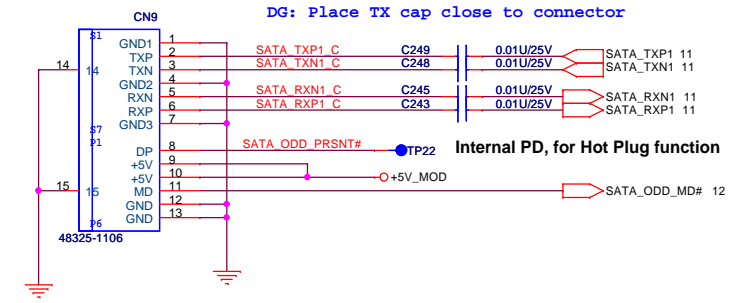 DG: Place TX cap close to connector
CN9
S1
GND1 1
TXP 2 SATA_TXP1_C C249 0.01U/25V SATA_TXP1 11
14 14 TXN 3 SATA_TXN1_C C248 0.01U/25V SATA_TXN1 11
GND2 4
RXN 5 SATA_RXN1_C C245 0.01U/25V SATA_RXN1 11
RXP 6 SATA_RXP1_C C243 0.01U/25V SATA_RXP1 11
S7 GND3 7
P1
DP 8 SATA_ODD_PRSNT# TP22 Internal PD, for Hot Plug function
+5V 9
+5V 10 +5V_MOD
15 15 MD 11 SATA_ODD_MD# 12
GND 12
P6 GND 13
48325-1106